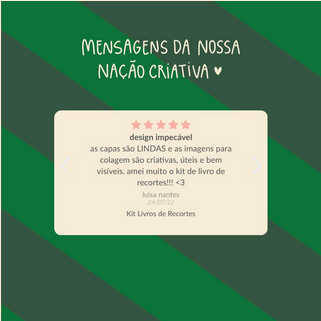 MENSAGENS DA NOSSA
NAÇÃO CRIATIVA ♥
★★★★★
design impecável
as capas são LINDAS e as imagens para
colagem são criativas, úteis e bem
visíveis. amei muito o kit de livro de
recortes!!! <3
luisa nantes
24/07/22
Kit Livros de Recortes